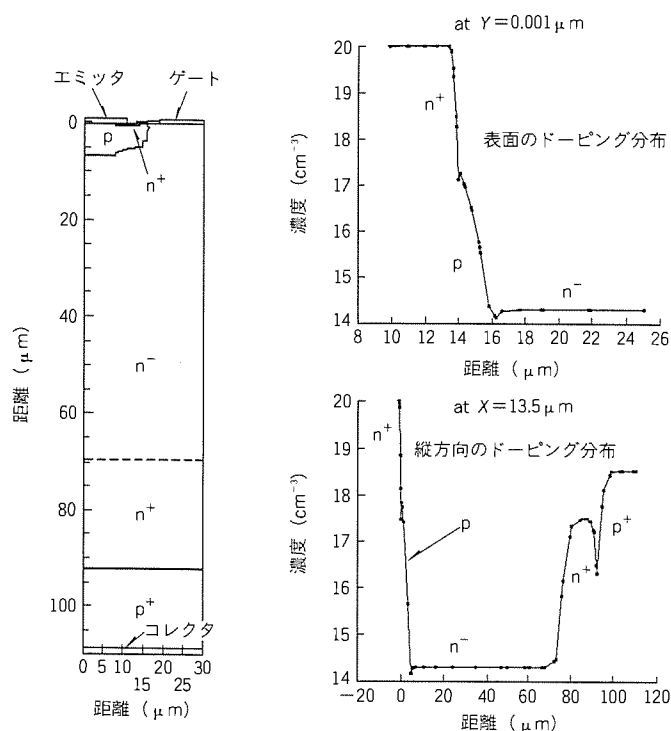 エミッタ
ゲート
p
n+
0
20
40
60
80
100
距離 (μm)
n−
n+
p+
コレクタ
0 5 10 20 30
15 25
距離 (μm)
at Y=0.001μm
20
19
18
17
16
15
14
濃度 (cm−3)
n+
表面のドーピング分布
p
n−
8 10 12 14 16 18 20 22 24 26
距離 (μm)
at X=13.5μm
20
19
18
17
16
15
14
濃度 (cm−3)
n+
縦方向のドーピング分布
p
p+
n+
n−
−20 0 20 40 60 80 100 120
距離 (μm)